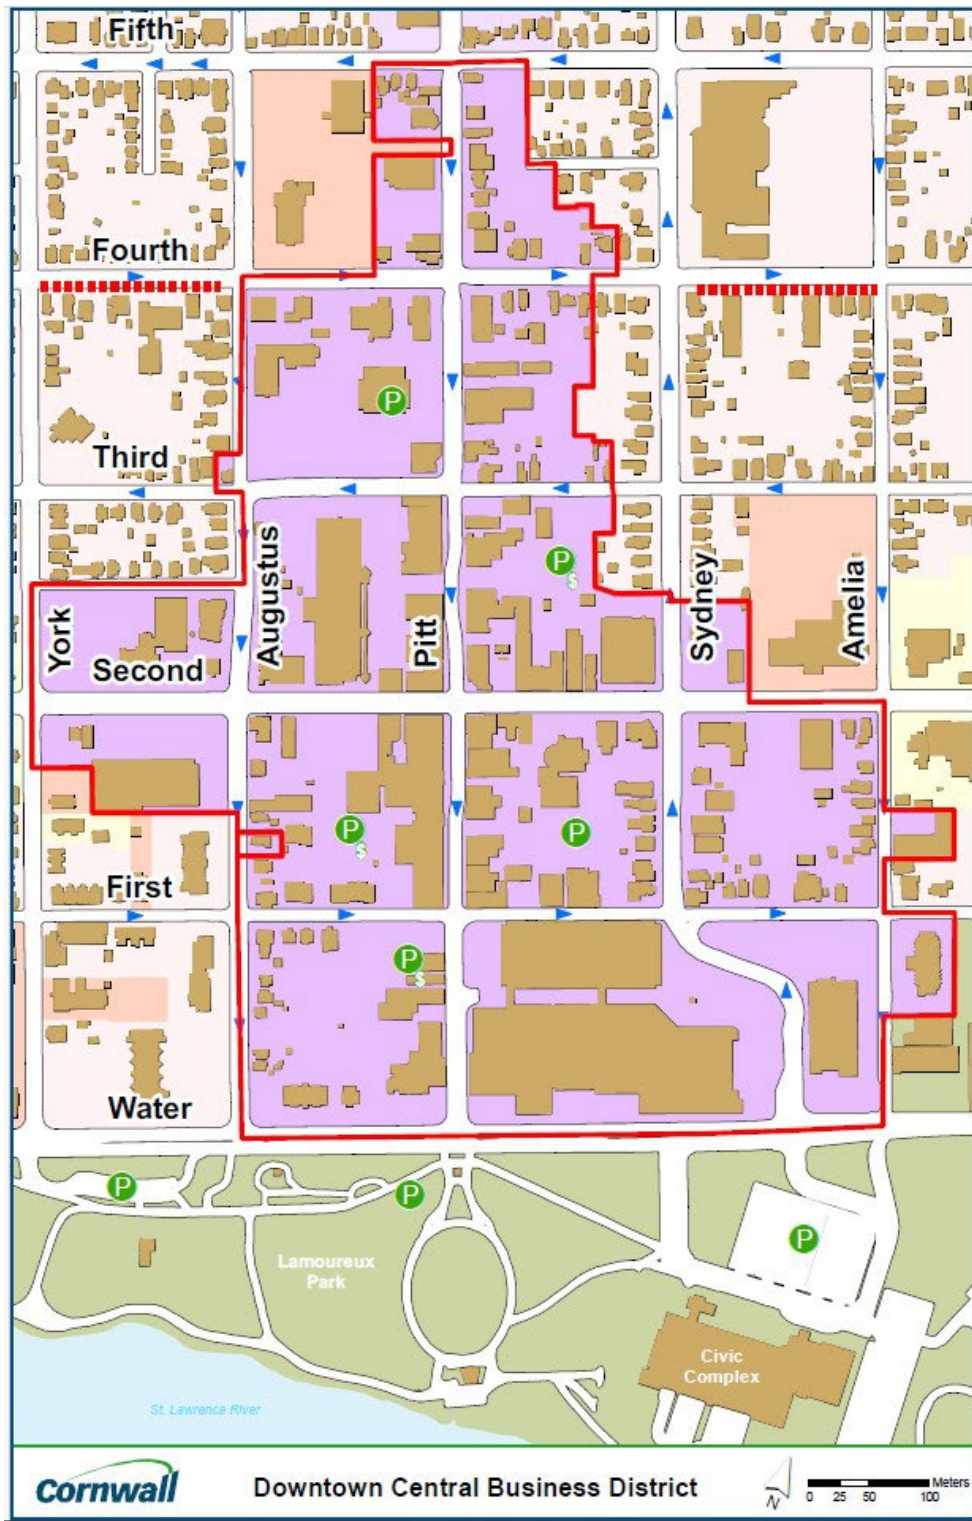 Fifth
Fourth
Third
York
Augustus
Pitt
Sydney
Amelia
Second
First
Water
P
P
$
P
$
P
P
$
P
P
P
Lamoureux
Park
Civic
Complex
St. Lawrence River
Cornwall
Downtown Central Business District
N
Meters
0 25 50 100